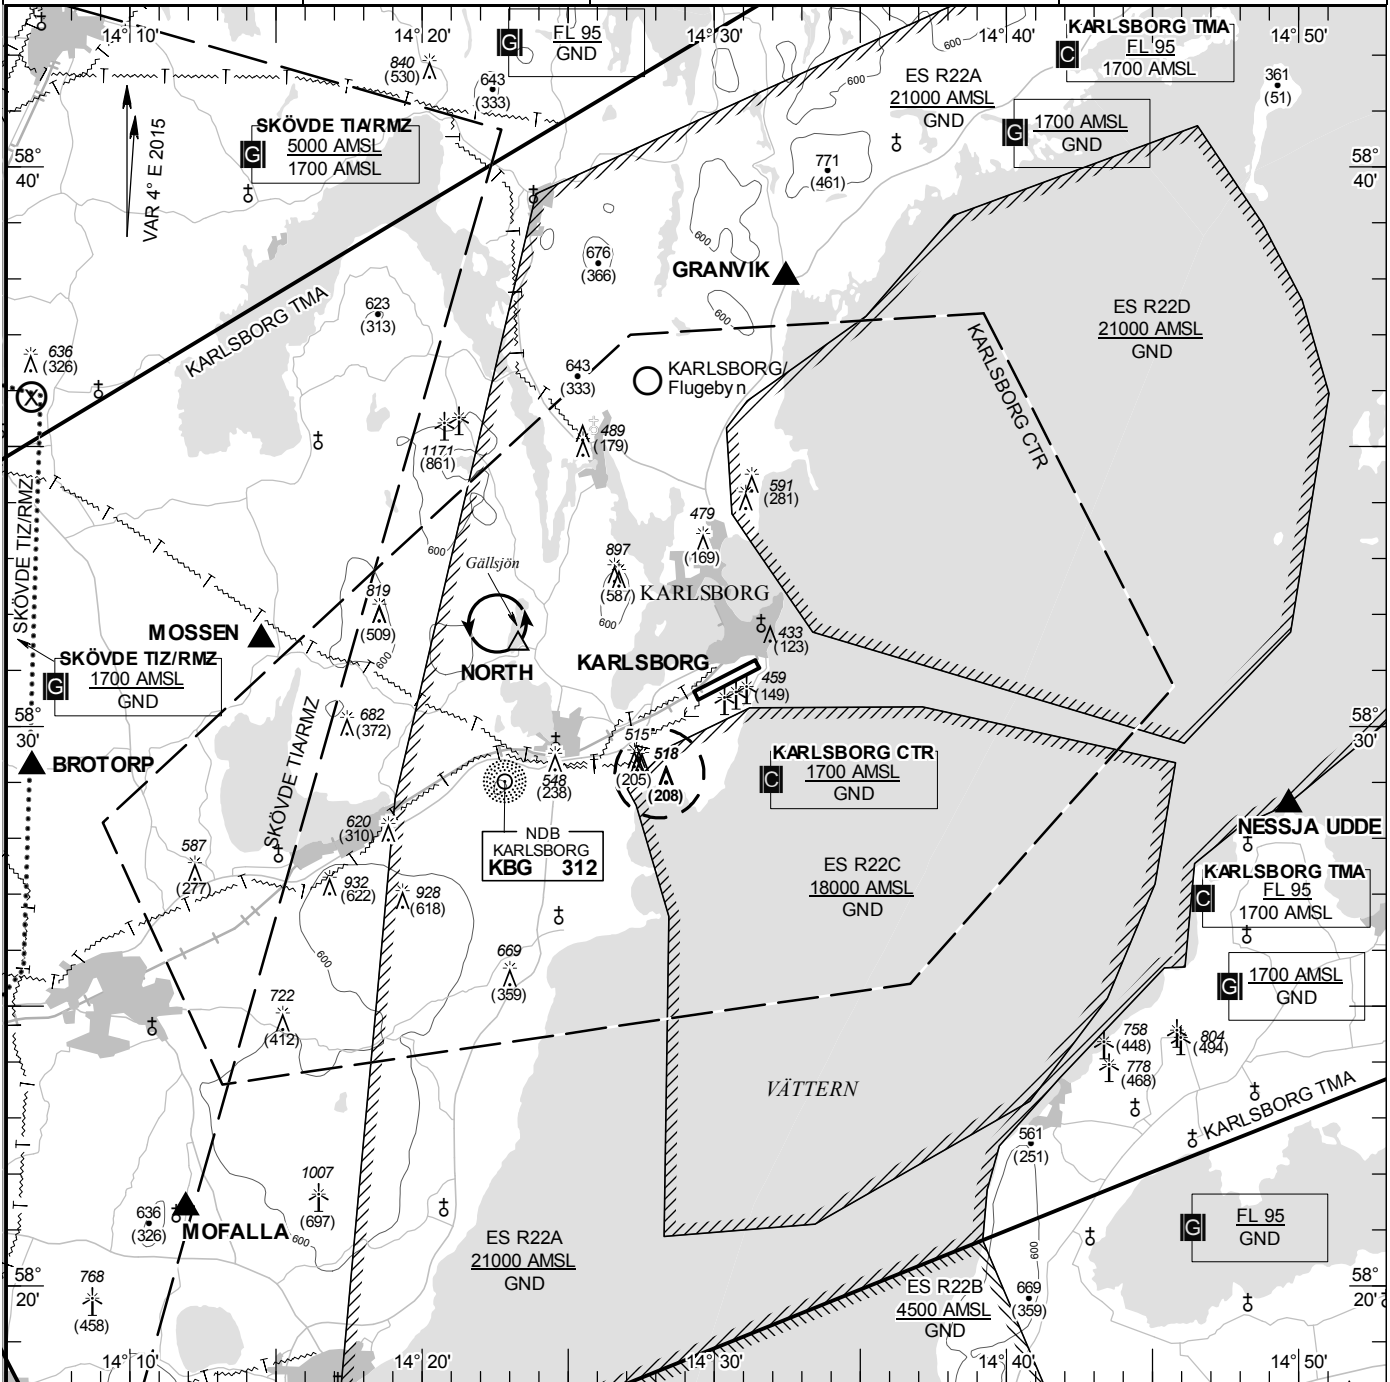 14°10'
14°20'
14°30'
14°40'
14°50'
G
FL 95
GND
KARLSBORG TMA
C
FL 95
1700 AMSL
840
(530)
643
(333)
600
600
ES R22A
21000 AMSL
GND
361
(51)
G
1700 AMSL
GND
SKÖVDE TIA/RMZ
G
5000 AMSL
1700 AMSL
VAR 4° E 2015
58°
40'
58°
40'
771
(461)
600
676
(366)
GRANVIK
600
623
(313)
KARLSBORG TMA
ES R22D
21000 AMSL
GND
KARLSBORG CTR
636
(326)
X
643
(333)
KARLSBORG/
Flugebyn
489
(179)
1171
(861)
591
(281)
479
(169)
SKÖVDE TIZ/RMZ
600
Gällsjön
897
(587)
KARLSBORG
600
819
(509)
600
MOSSEN
433
(123)
SKÖVDE TIZ/RMZ
G
1700 AMSL
GND
NORTH
KARLSBORG
459
(149)
58°
30'
58°
30'
682
(372)
SKÖVDE TIA/RMZ
515
(205)
518
(208)
KARLSBORG CTR
C
1700 AMSL
GND
BROTORP
548
(238)
NESSJA UDDE
620
(310)
NDB
KARLSBORG
KBG 312
587
(277)
932
(622)
928
(618)
ES R22C
18000 AMSL
GND
KARLSBORG TMA
C
FL 95
1700 AMSL
600
669
(359)
G
1700 AMSL
GND
722
(412)
758
(448)
804
(494)
778
(468)
VÄTTERN
KARLSBORG TMA
561
(251)
1007
(697)
636
(326)
MOFALLA
600
G
FL 95
GND
ES R22A
21000 AMSL
GND
600
768
(458)
58°
20'
58°
20'
ES R22B
4500 AMSL
GND
669
(359)
14°10'
14°20'
14°30'
14°40'
14°50'